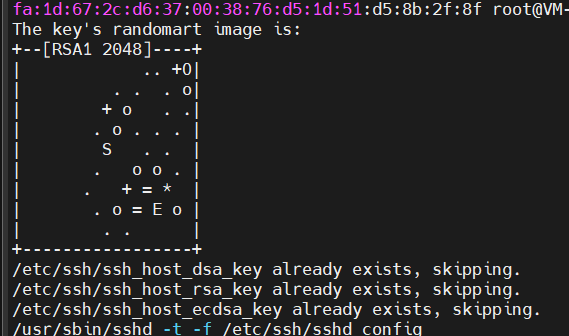 fa:1d:67:2c:d6:37:00:38:76:d5:1d:51:d5:8b:2f:8f root@VM-
The key's randomart image is:
+--[RSA1 2048]----+
|            .. +O|
|         . .  . o|
|        + o   . .|
|       . o . . . |
|        S   . .  |
|       .   o o . |
|      .   + = *  |
|       . o = E o |
|        . .      |
+-----------------+
/etc/ssh/ssh_host_dsa_key already exists, skipping.
/etc/ssh/ssh_host_rsa_key already exists, skipping.
/etc/ssh/ssh_host_ecdsa_key already exists, skipping.
/usr/sbin/sshd -t -f /etc/ssh/sshd_config